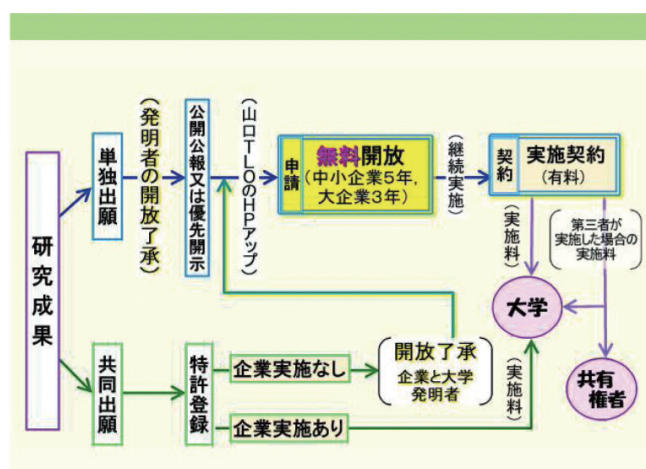 研究成果
単独出願
（発明者の開放了承）
公開公報又は優先開示
（山口TLOのHPアップ）
申請
無料開放
（中小企業5年，
大企業3年）
（継続実施）
契約
実施契約
（有料）
（実施料）
第三者が
実施した場合の
実施料
大学
共有
権者
共同出願
特許登録
企業実施なし
開放了承
企業と大学
発明者
企業実施あり
（実施料）